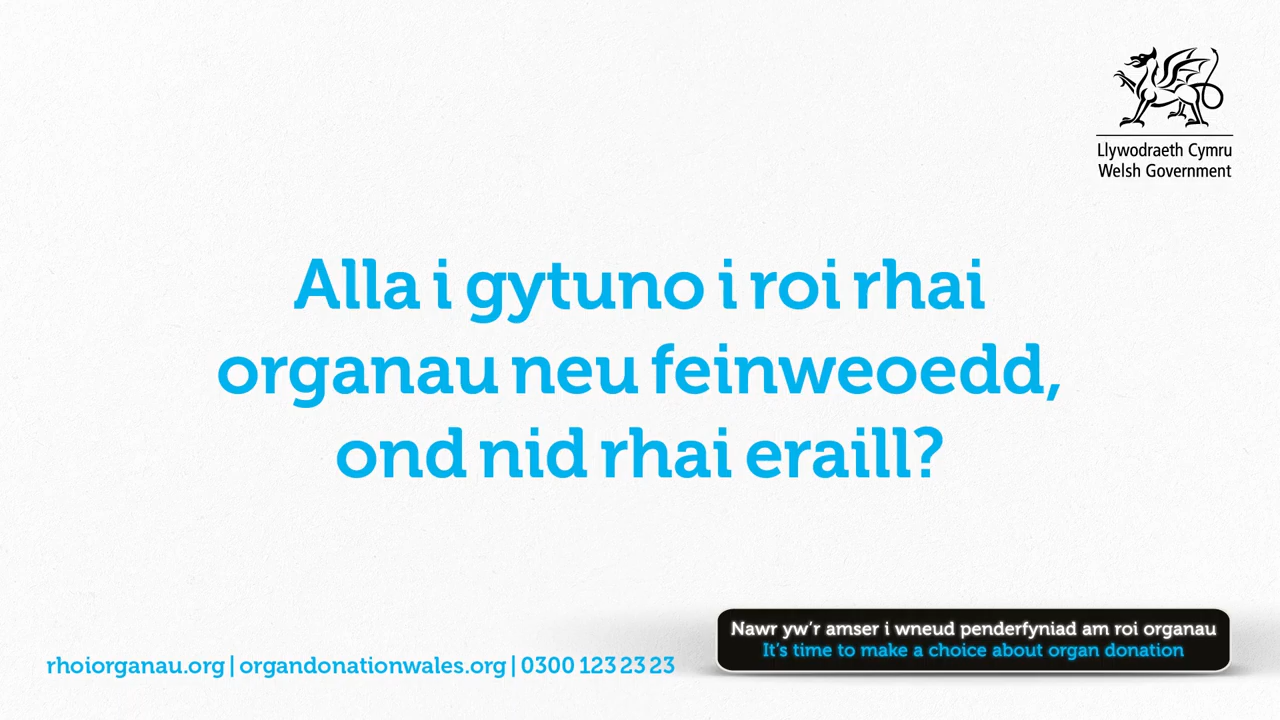 Llywodraeth Cymru
Welsh Government
Alla i gytuno i roi rhai
organau neu feinweoedd,
ond nid rhai eraill?
Nawr yw'r amser i wneud penderfyniad am roi organau
It's time to make a choice about organ donation
rhoiorganau.org | organdonationwales.org | 0300 123 23 23